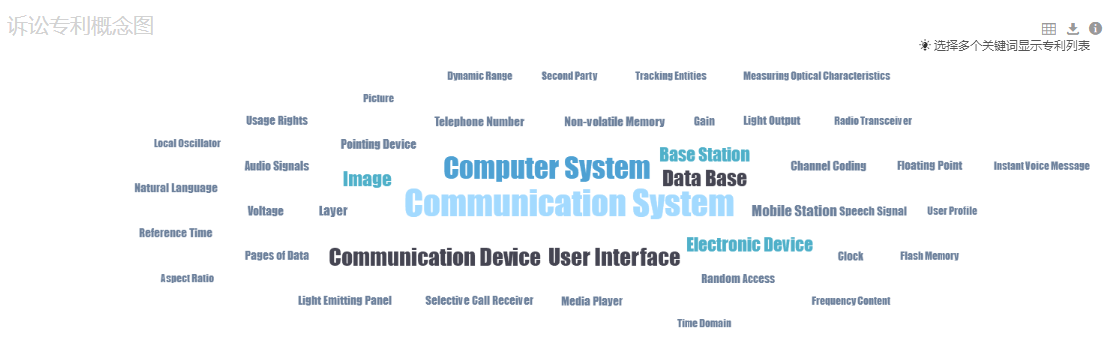 诉讼专利概念图
选择多个关键词显示专利列表
Dynamic Range
Second Party
Tracking Entities
Measuring Optical Characteristics
Picture
Usage Rights
Telephone Number
Non-volatile Memory
Gain
Light Output
Radio Transceiver
Local Oscillator
Pointing Device
Base Station
Computer System
Audio Signals
Channel Coding
Floating Point
Instant Voice Message
Image
Data Base
Natural Language
Communication System
Voltage
Layer
Mobile Station
Speech Signal
User Profile
Reference Time
Electronic Device
Pages of Data
Communication Device
User Interface
Clock
Flash Memory
Aspect Ratio
Random Access
Light Emitting Panel
Selective Call Receiver
Media Player
Frequency Content
Time Domain